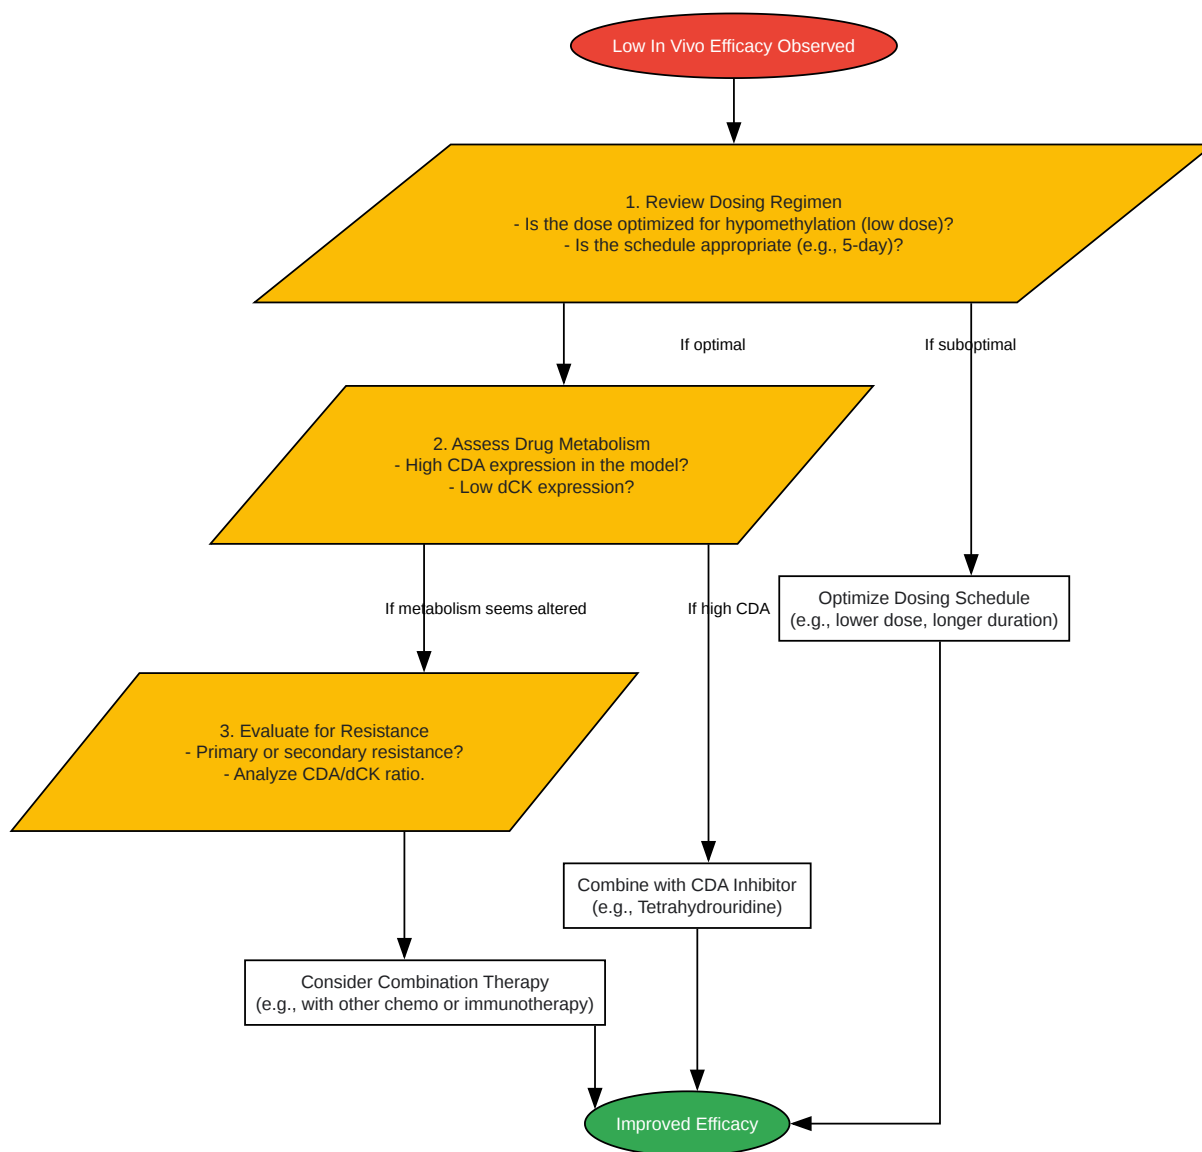 Low In Vivo Efficacy Observed
1. Review Dosing Regimen
- Is the dose optimized for hypomethylation (low dose)?
- Is the schedule appropriate (e.g., 5-day)?
If optimal
If suboptimal
2. Assess Drug Metabolism
- High CDA expression in the model?
- Low dCK expression?
If metabolism seems altered
If high CDA
Optimize Dosing Schedule
(e.g., lower dose, longer duration)
3. Evaluate for Resistance
- Primary or secondary resistance?
- Analyze CDA/dCK ratio.
Combine with CDA Inhibitor
(e.g., Tetrahydrouridine)
Consider Combination Therapy
(e.g., with other chemo or immunotherapy)
Improved Efficacy